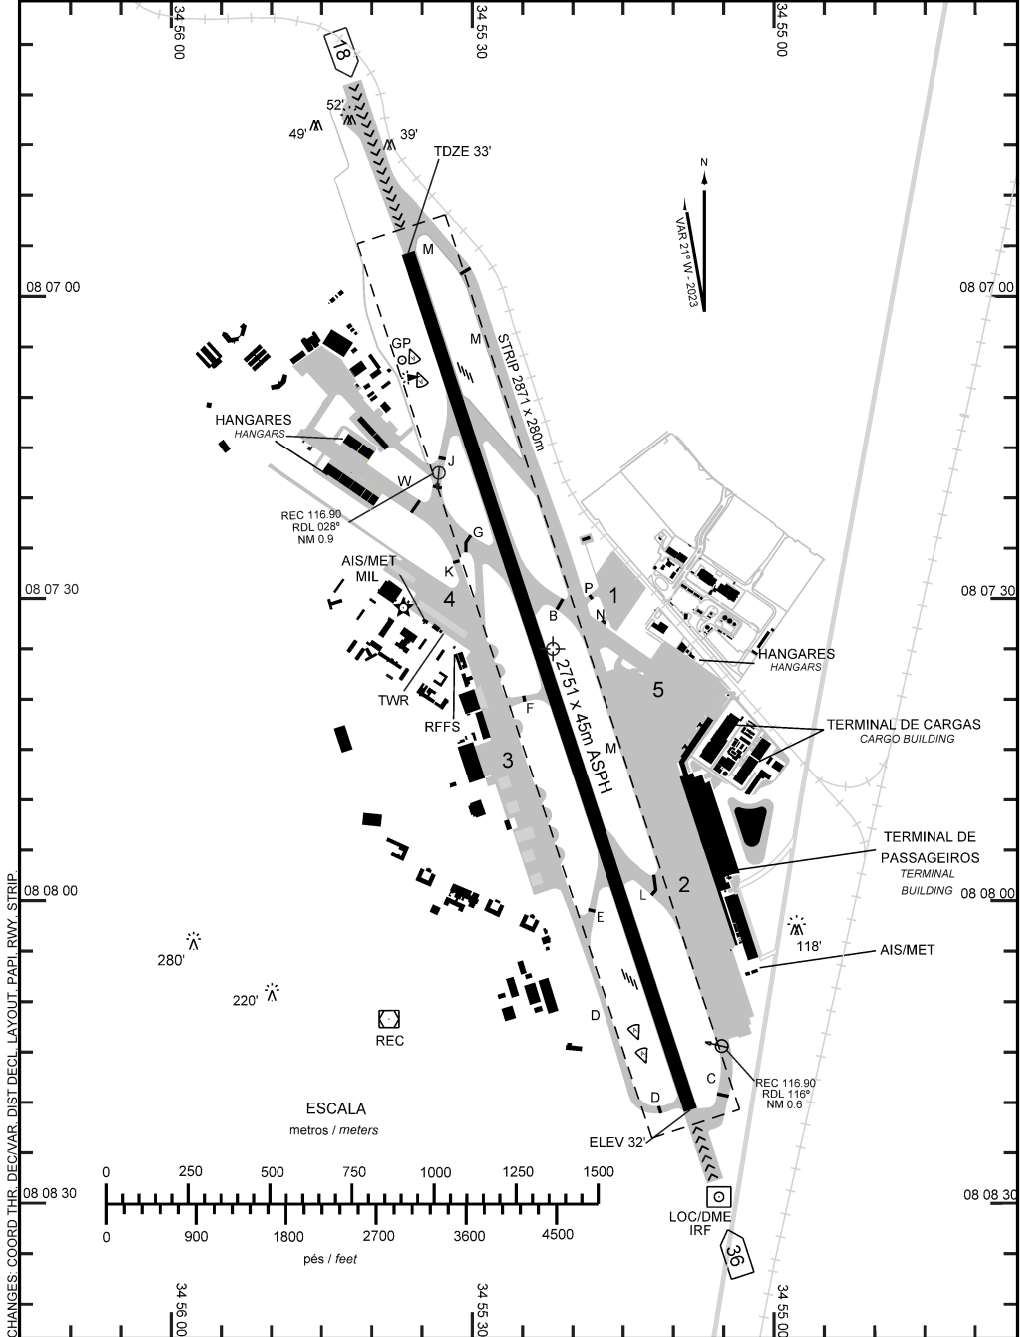 34 56 00
34 55 30
34 55 00
18
52'
49'
39'
TDZE 33'
N
VAR 21º W - 2023
M
08 07 00
08 07 00
GP
M
STRIP 2871 x 280m
HANGARES
HANGARS
J
W
REC 116.90
RDL 028º
NM 0.9
G
AIS/MET
MIL
K
08 07 30
4
P
1
08 07 30
B
N
HANGARES
HANGARS
2751 x 45m ASPH
5
TWR
F
RFFS
TERMINAL DE CARGAS
CARGO BUILDING
M
3
TERMINAL DE
PASSAGEIROS
TERMINAL
BUILDING
08 08 00
2
L
08 08 00
E
118'
AIS/MET
280'
220'
D
REC
REC 116.90
RDL 116º
NM 0.6
C
D
ESCALA
metros / meters
ELEV 32'
0 250 500 750 1000 1250 1500
08 08 30
08 08 30
LOC/DME
IRF
0 900 1800 2700 3600 4500
pés / feet
36
34 56 00
34 55 30
34 55 00
CHANGES: COORD THR, DEC/VAR, DIST DECL, LAYOUT, PAPI, RWY, STRIP.